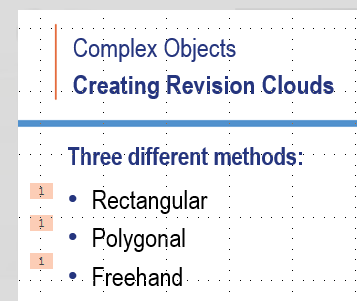 Complex Objects
Creating Revision Clouds
Three different methods:
1
• Rectangular
1
• Polygonal
1
• Freehand